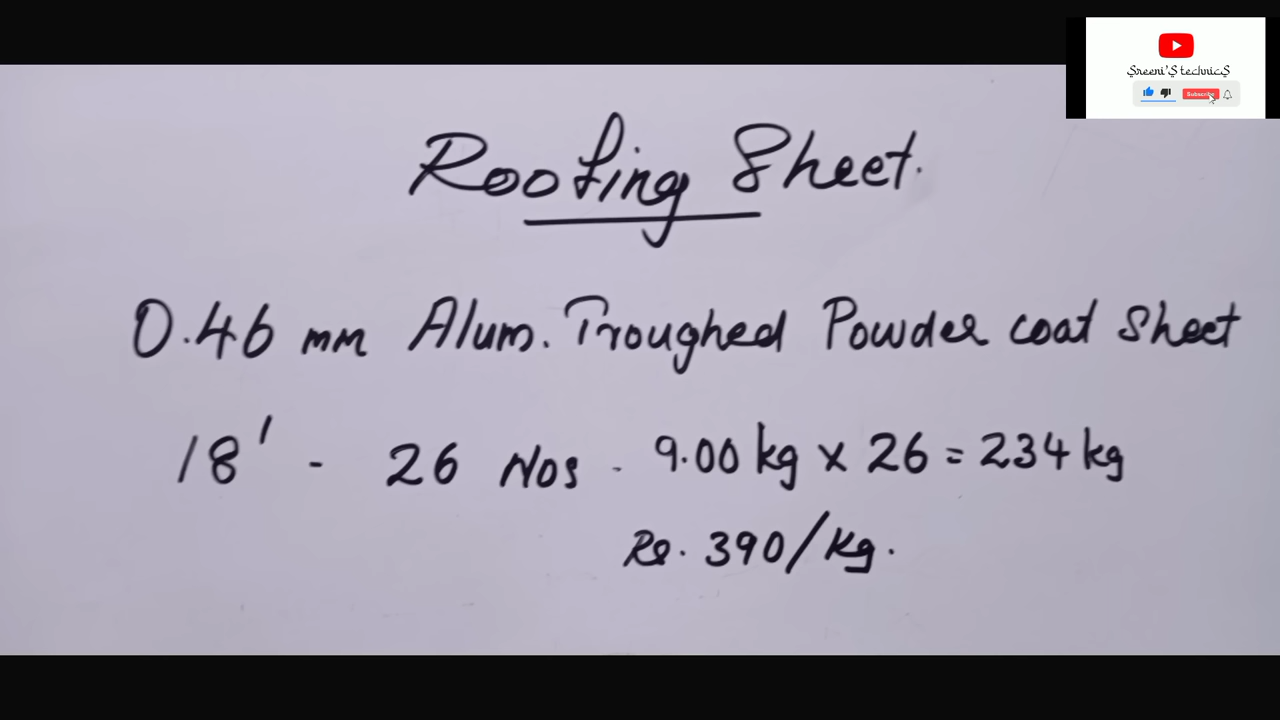 Sreeni'S technicS
Subscribe
Roofing Sheet.
0.46 mm Alum. Troughed Powder coat Sheet
18' - 26 Nos - 9.00 kg x 26 = 234 kg
Rs. 390/kg.